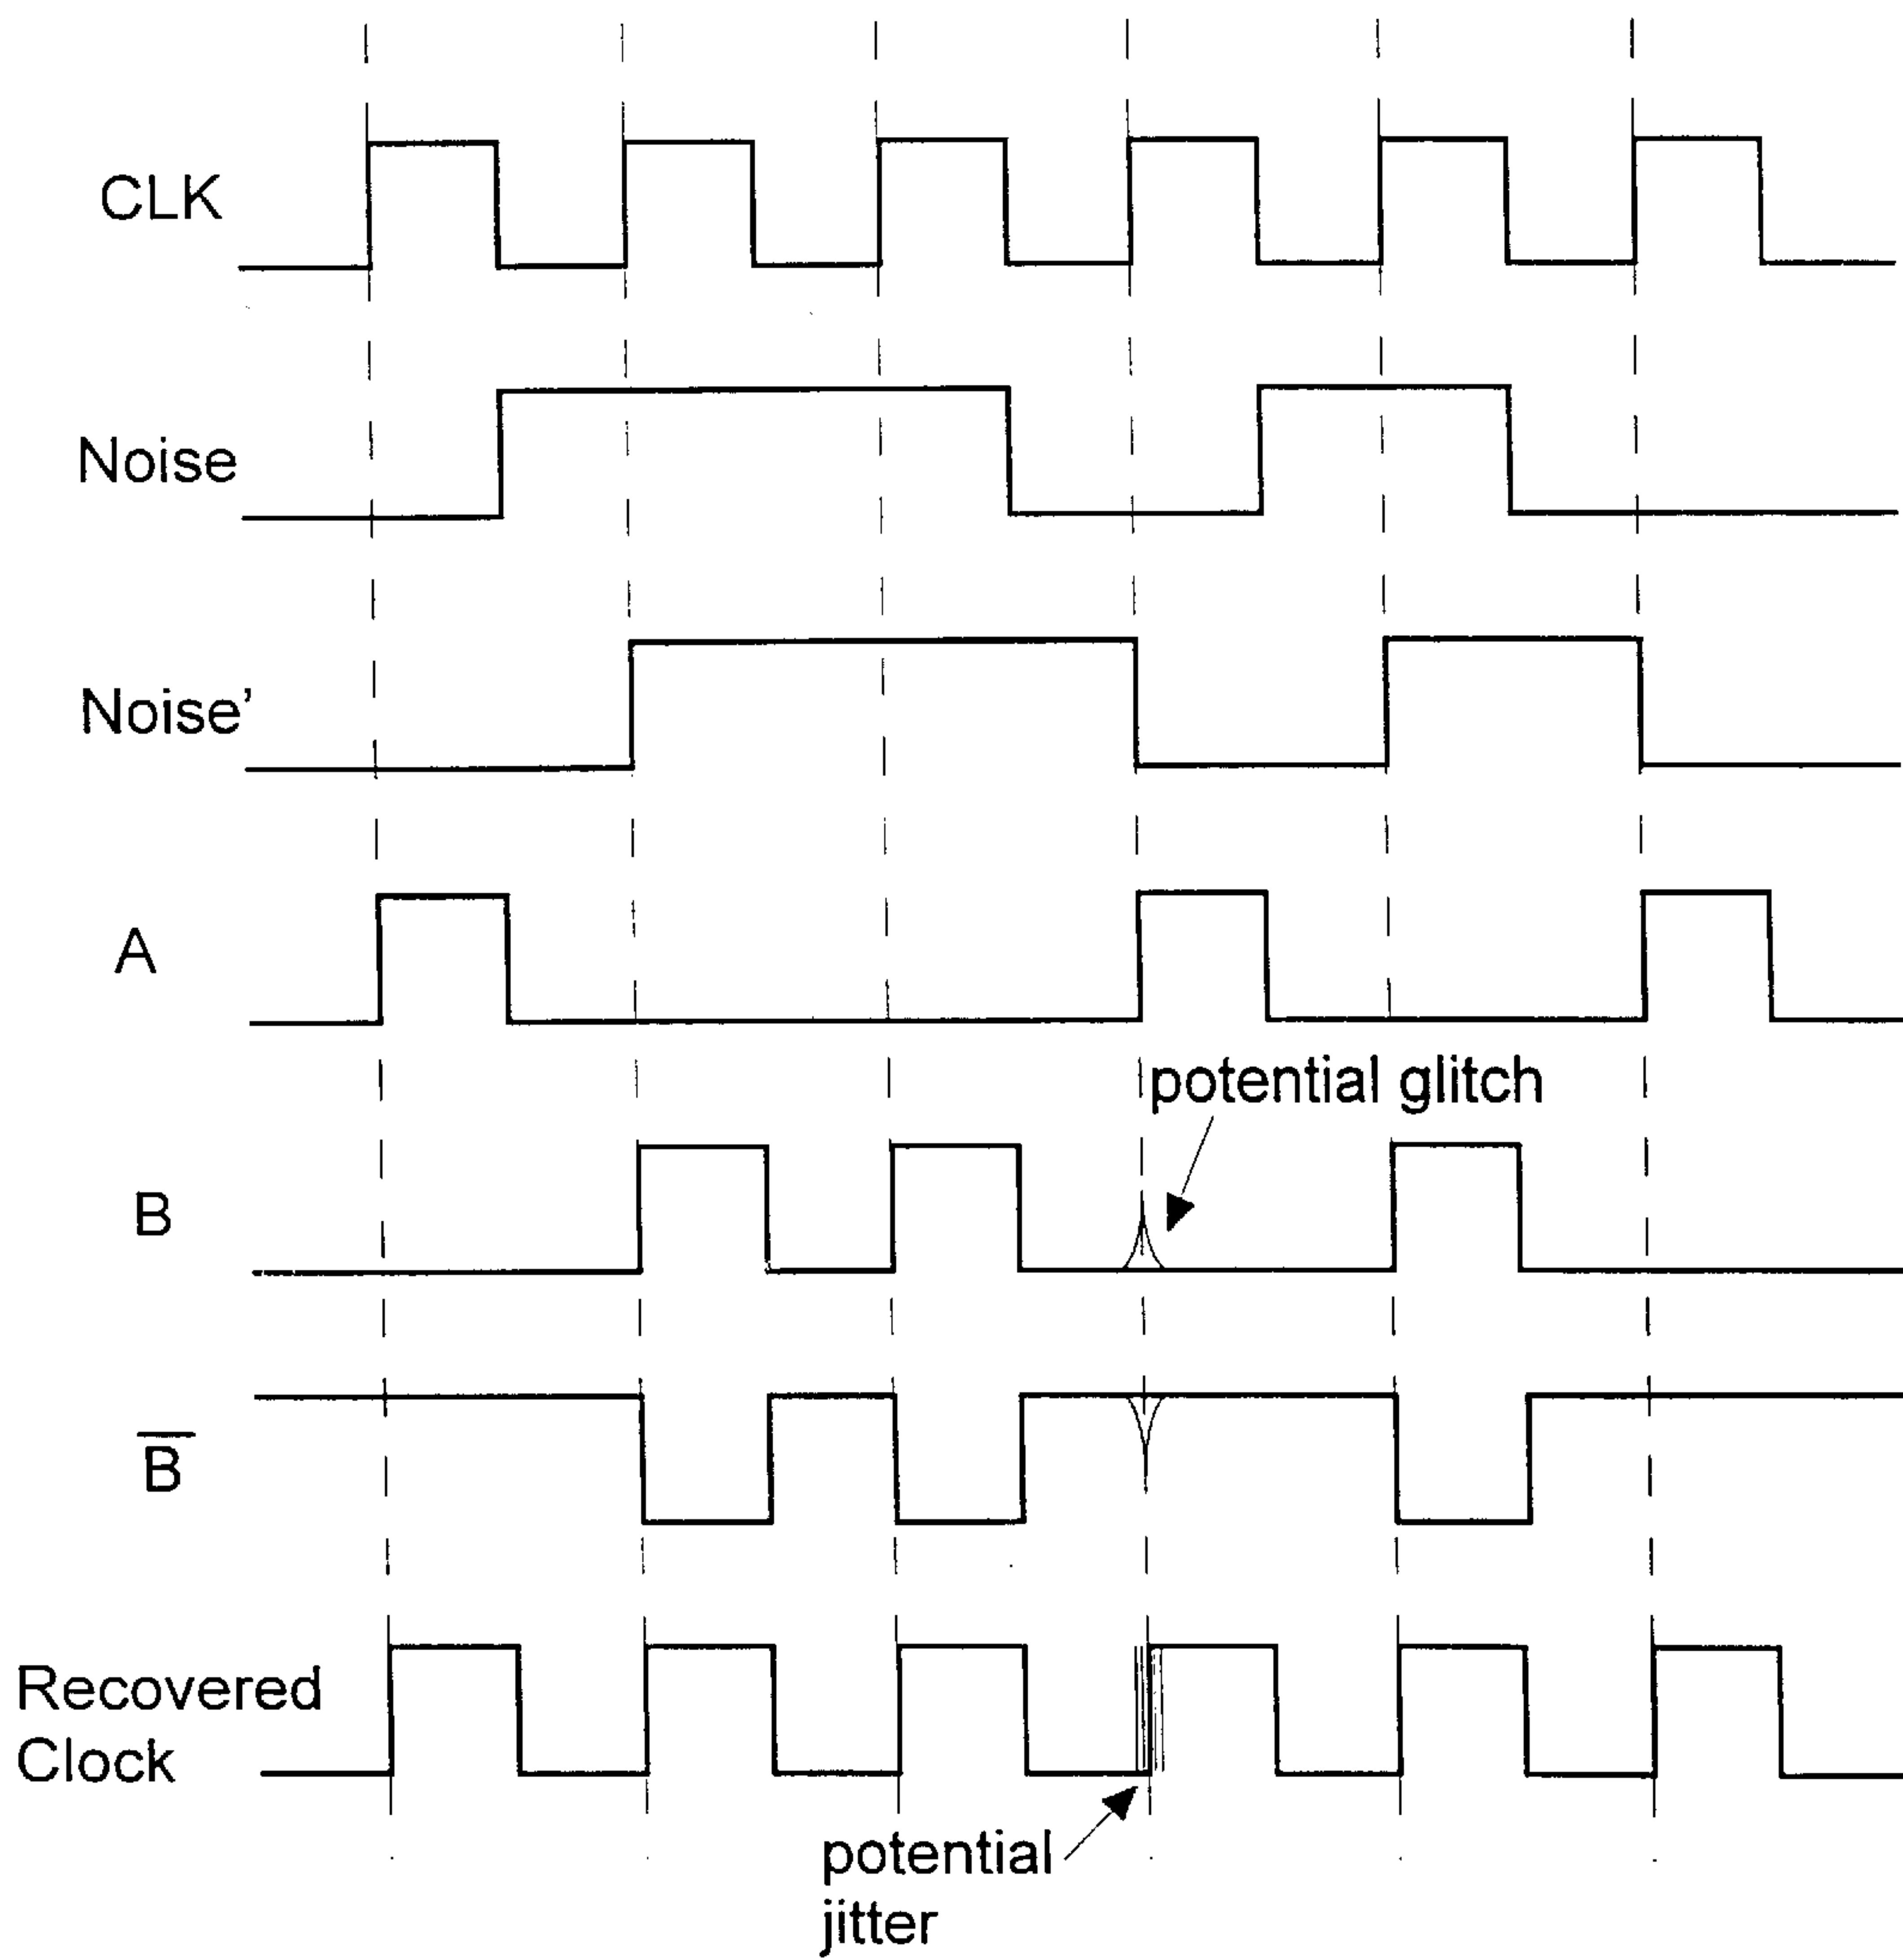 CLK
Noise
Noise'
A
potential glitch
B
B̅
Recovered
Clock
potential
jitter